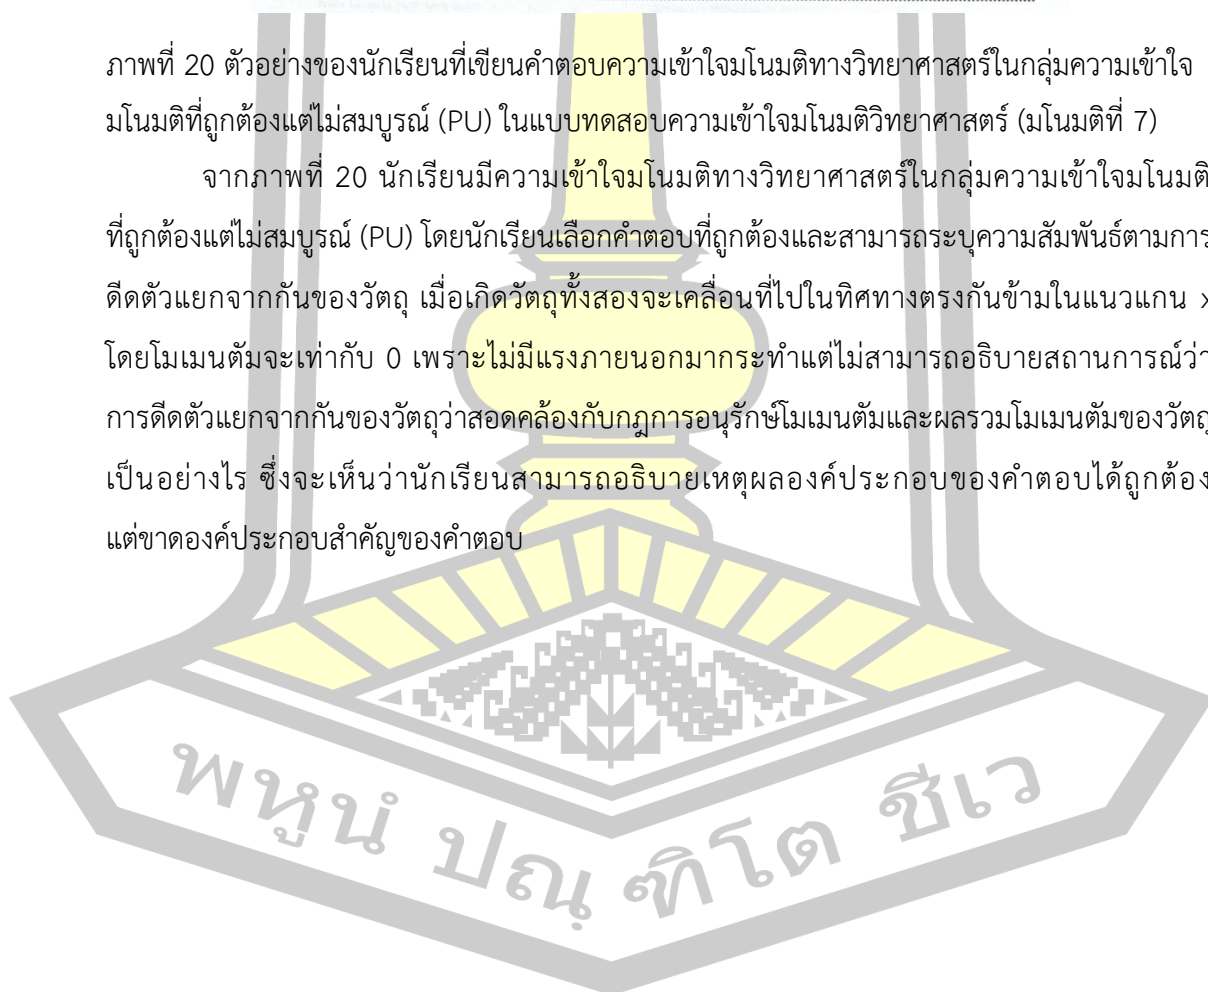 ภาพที่ 20 ตัวอย่างของนักเรียนที่เขียนคำตอบความเข้าใจมโนมติทางวิทยาศาสตร์ในกลุ่มความเข้าใจ
มโนมติที่ถูกต้องแต่ไม่สมบูรณ์ (PU) ในแบบทดสอบความเข้าใจมโนมติวิทยาศาสตร์ (มโนมติที่ 7)
จากภาพที่ 20 นักเรียนมีความเข้าใจมโนมติทางวิทยาศาสตร์ในกลุ่มความเข้าใจมโนมติ
ที่ถูกต้องแต่ไม่สมบูรณ์ (PU) โดยนักเรียนเลือกคำตอบที่ถูกต้องและสามารถระบุความสัมพันธ์ตามการ
ดีดตัวแยกจากกันของวัตถุ เมื่อเกิดวัตถุทั้งสองจะเคลื่อนที่ไปในทิศทางตรงกันข้ามในแนวแกน x
โดยโมเมนตัมจะเท่ากับ 0 เพราะไม่มีแรงภายนอกมากระทำแต่ไม่สามารถอธิบายสถานการณ์ว่า
การดีดตัวแยกจากกันของวัตถุว่าสอดคล้องกับกฎการอนุรักษ์โมเมนตัมและผลรวมโมเมนตัมของวัตถุ
เป็นอย่างไร ซึ่งจะเห็นว่านักเรียนสามารถอธิบายเหตุผลองค์ประกอบของคำตอบได้ถูกต้อง
แต่ขาดองค์ประกอบสำคัญของคำตอบ
พหูนํ ปณฺ ฑิโต ชีเว